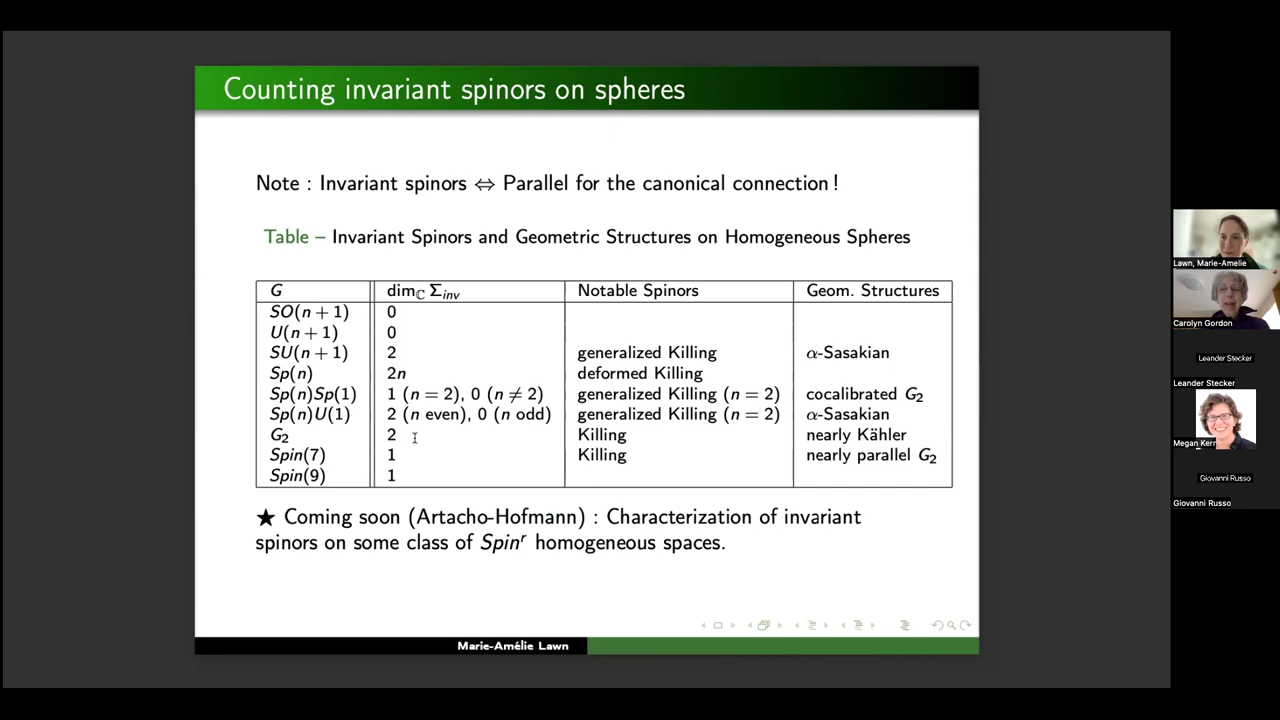 Counting invariant spinors on spheres
Note : Invariant spinors ⇔ Parallel for the canonical connection !
Table – Invariant Spinors and Geometric Structures on Homogeneous Spheres
G dim_ℂ Σ_inv Notable Spinors Geom. Structures
SO(n + 1) 0
U(n + 1) 0
SU(n + 1) 2 generalized Killing α-Sasakian
Sp(n) 2n deformed Killing
Sp(n)Sp(1) 1 (n = 2), 0 (n ≠ 2) generalized Killing (n = 2) cocalibrated G₂
Sp(n)U(1) 2 (n even), 0 (n odd) generalized Killing (n = 2) α-Sasakian
G₂ 2 Killing nearly Kähler
Spin(7) 1 Killing nearly parallel G₂
Spin(9) 1
★ Coming soon (Artacho-Hofmann) : Characterization of invariant
spinors on some class of Spinʳ homogeneous spaces.
Marie-Amélie Lawn
Lawn, Marie-Amelie
Carolyn Gordon
Leander Stecker
Leander Stecker
Megan Kerr
Giovanni Russo
Giovanni Russo